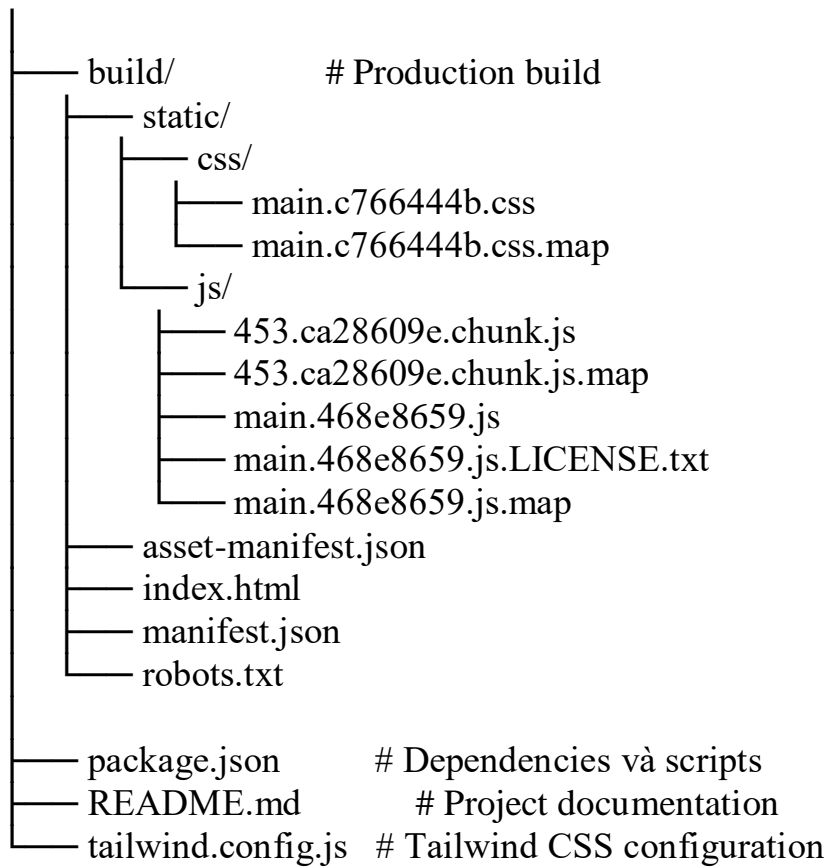 build/ # Production build
static/
css/
main.c766444b.css
main.c766444b.css.map
js/
453.ca28609e.chunk.js
453.ca28609e.chunk.js.map
main.468e8659.js
main.468e8659.js.LICENSE.txt
main.468e8659.js.map
asset-manifest.json
index.html
manifest.json
robots.txt
package.json # Dependencies và scripts
README.md # Project documentation
tailwind.config.js # Tailwind CSS configuration